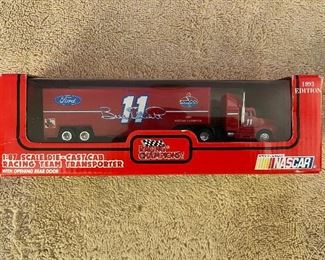 1993
EDITION
Ford
11
1:87 SCALE DIE-CAST CAB
RACING TEAM TRANSPORTER
WITH OPENING REAR DOOR
RACING
CHAMPIONS
NASCAR